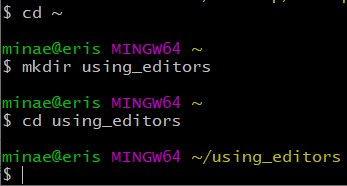 $ cd ~
minae@eris MINGW64 ~
$ mkdir using_editors
minae@eris MINGW64 ~
$ cd using_editors
minae@eris MINGW64 ~/using_editors
$